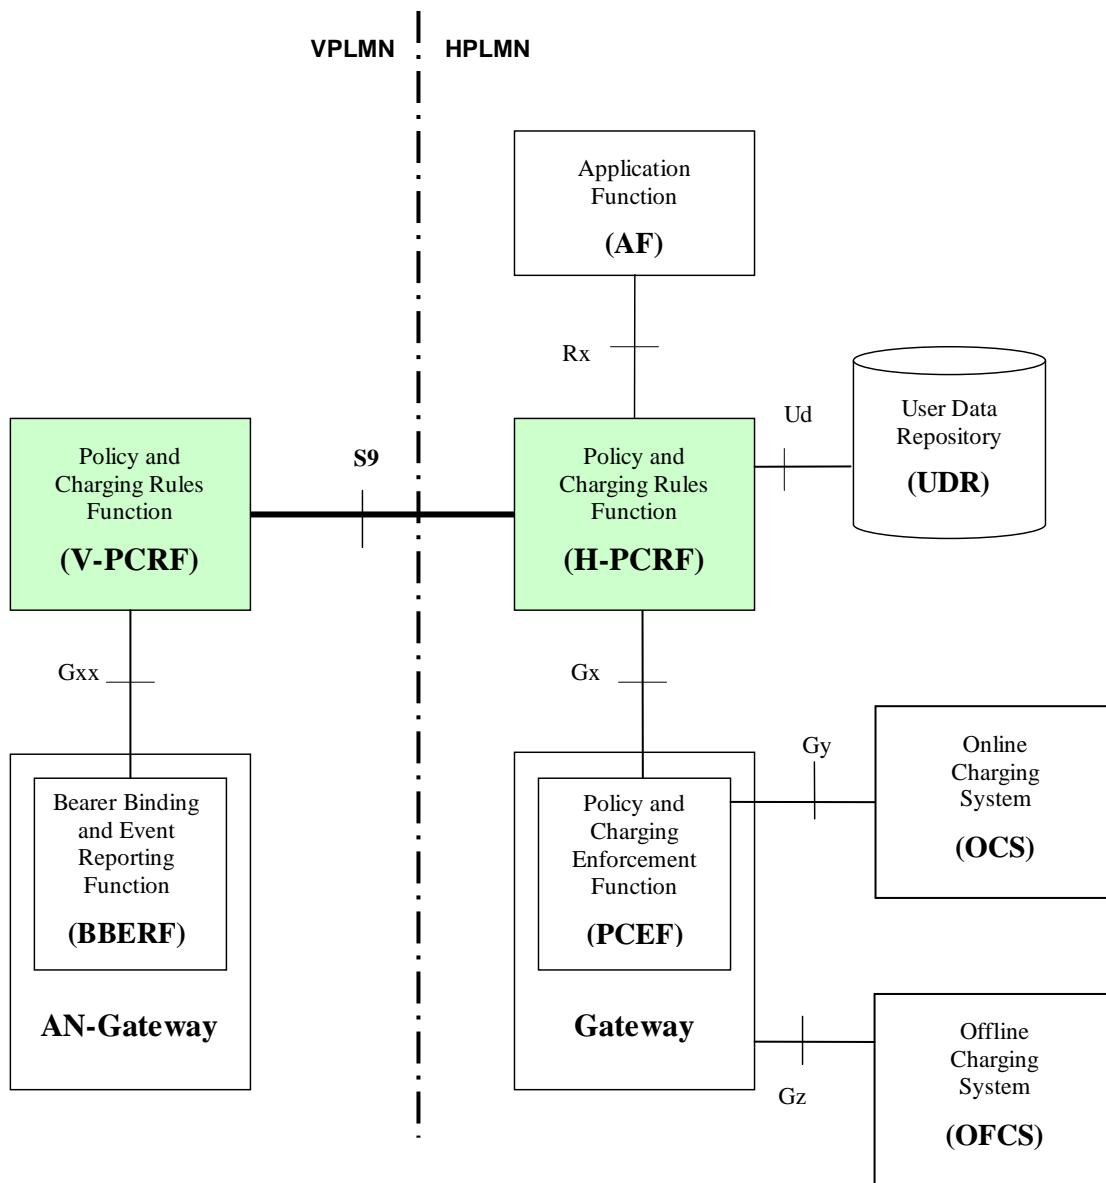 VPLMN
HPLMN
Application
Function
(AF)
Rx
User Data
Repository
(UDR)
Ud
Policy and
Charging Rules
Function
(V-PCRF)
S9
Policy and
Charging Rules
Function
(H-PCRF)
Gxx
Gx
Bearer Binding
and Event
Reporting
Function
(BBERF)
AN-Gateway
Policy and
Charging
Enforcement
Function
(PCEF)
Gateway
Gy
Online
Charging
System
(OCS)
Gz
Offline
Charging
System
(OFCS)